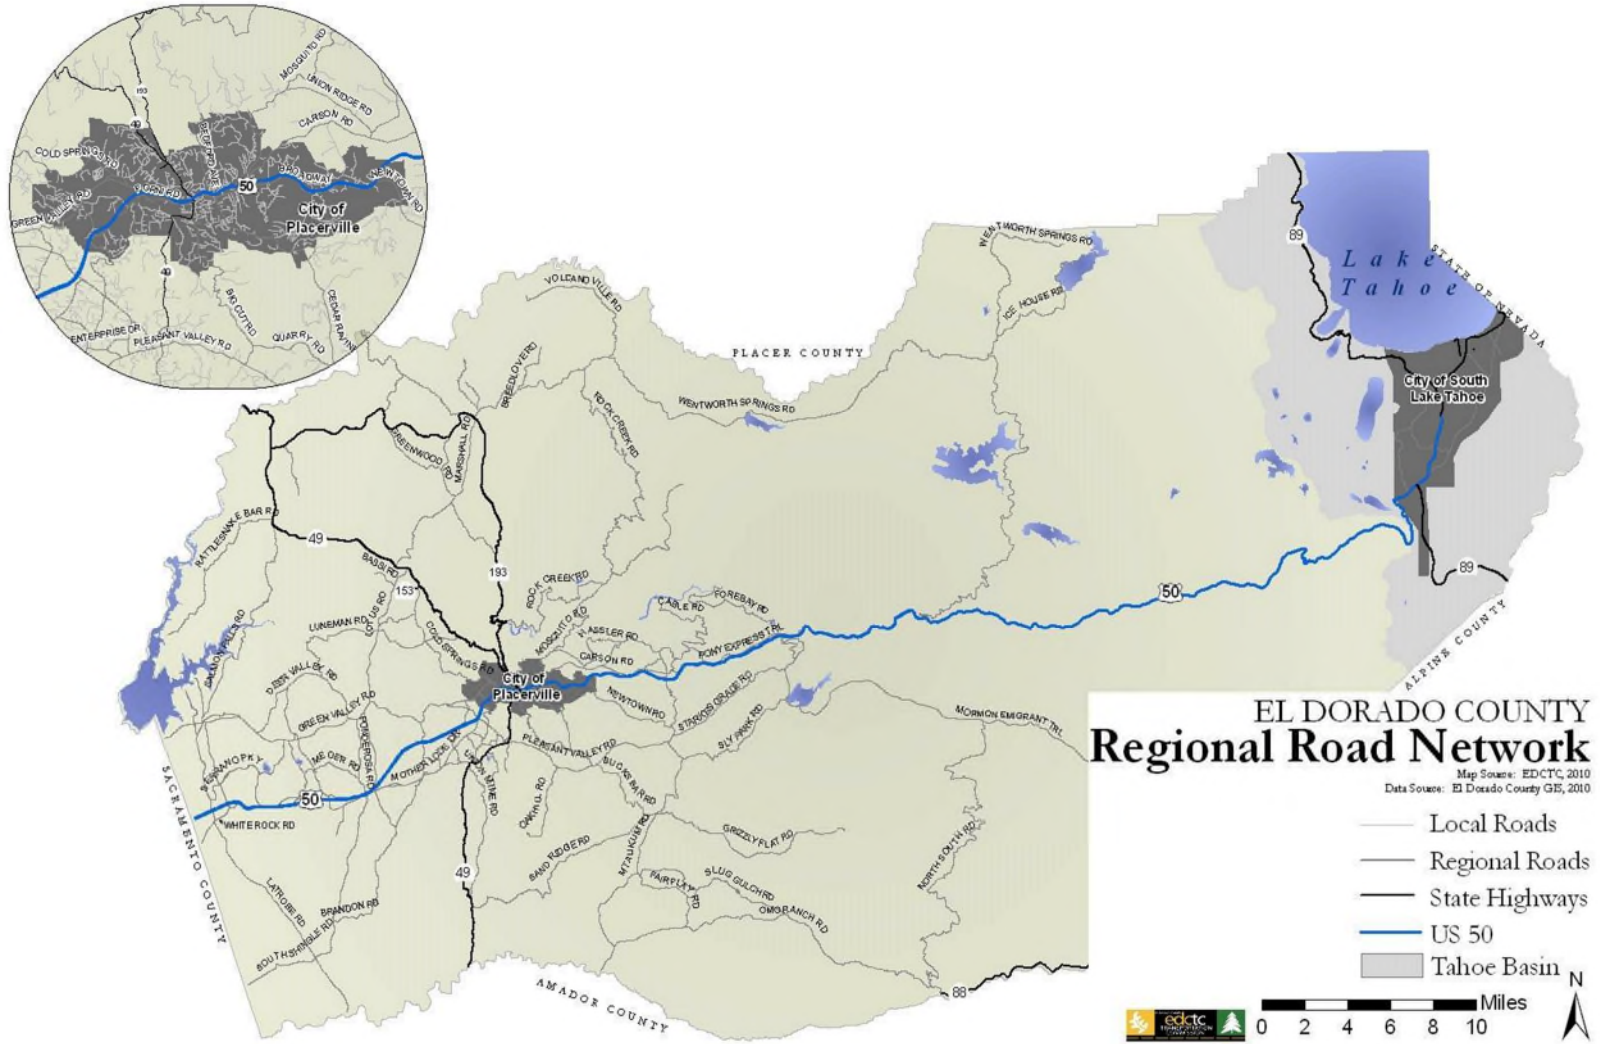 MOSQUITO RD
UNION RIDGE RD
CARSON RD
193
49
BEDFORD AVE
COLD SPRINGS RD
BROADWAY
NEWTOWN RD
FORNI RD
50
GREEN VALLEY RD
City of
Placerville
49
BIG CUT RD
CEDAR RAVINE
ENTERPRISE DR
PLEASANT VALLEY RD
QUARRY RD
89
Lake
Tahoe
STATE OF NEVADA
City of South
Lake Tahoe
WENTWORTH SPRINGS RD
ICE HOUSE RD
VOLCANOVILLE RD
PLACER COUNTY
BREEDLOVE RD
WENTWORTH SPRINGS RD
ROCK CREEK RD
GREENWOOD RD
MARSHALL RD
RATTLESNAKE BAR RD
49
BASSI RD
153
193
ROCK CREEK RD
LOTUS RD
LUNEMAN RD
COLD SPRINGS RD
MOSQUITO RD
HASSLER RD
CARSON RD
CABLE RD
FOREBAY RD
PONY EXPRESS TRL
50
89
ALPINE COUNTY
SALMON FALLS RD
DEER VALLEY RD
City of
Placerville
NEWTOWN RD
STARKS GRADE RD
SLY PARK RD
MORMON EMIGRANT TRL
GREEN VALLEY RD
PONDEROSA RD
SERRANO PKY
MEDER RD
MOTHER LODE DR
PLEASANT VALLEY RD
BUCKS BAR RD
UNION MINE RD
OAK HILL RD
50
WHITE ROCK RD
SACRAMENTO COUNTY
49
SAND RIDGE RD
MT AUKUM RD
GRIZZLY FLAT RD
FAIRPLAY RD
SLUG GULCH RD
OMO RANCH RD
NORTH SOUTH RD
LATROBE RD
BRANDON RD
SOUTH SHINGLE RD
AMADOR COUNTY
88
EL DORADO COUNTY
Regional Road Network
Map Source: EDCTC, 2010
Data Source: El Dorado County GIS, 2010
Local Roads
Regional Roads
State Highways
US 50
Tahoe Basin
N
Miles
0 2 4 6 8 10
edctc